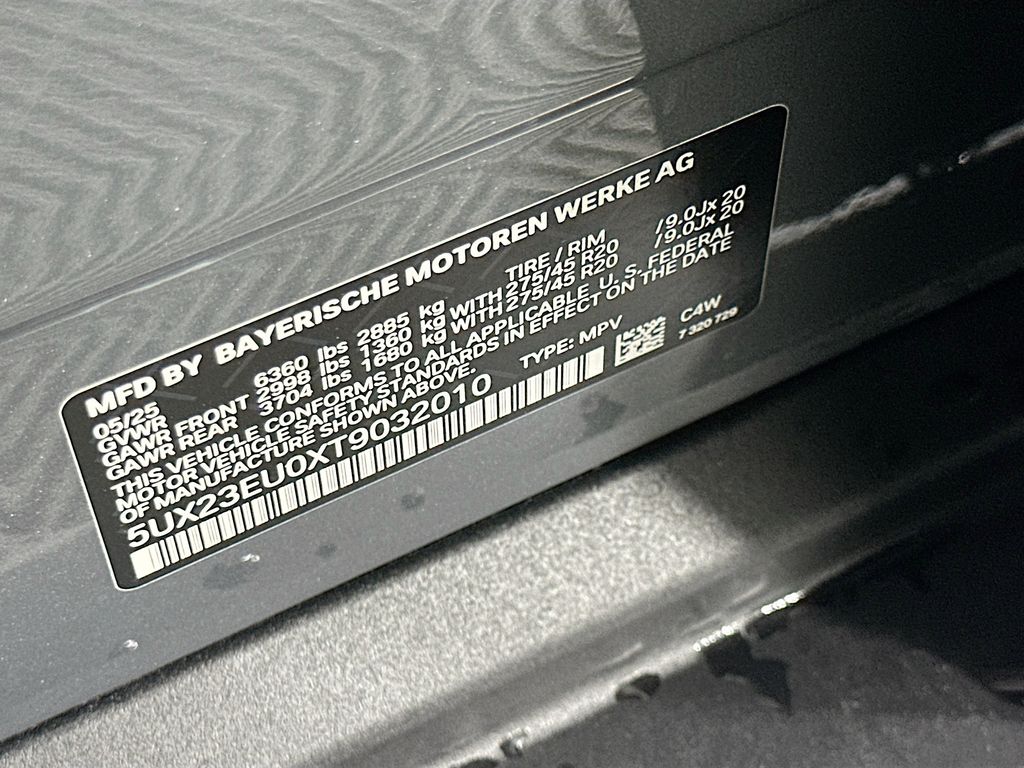 MFD BY BAYERISCHE MOTOREN WERKE AG
05/25 TIRE / RIM
GVWR 6360 lbs 2885 kg
GAWR FRONT 2998 lbs 1360 kg WITH 275/45 R20 /9.0Jx 20
GAWR REAR 3704 lbs 1680 kg WITH 275/45 R20 /9.0Jx 20
THIS VEHICLE CONFORMS TO ALL APPLICABLE U. S. FEDERAL
MOTOR VEHICLE SAFETY STANDARDS IN EFFECT ON THE DATE
OF MANUFACTURE SHOWN ABOVE.
5UX23EU0XT9032010 TYPE: MPV C4W
7 320 729